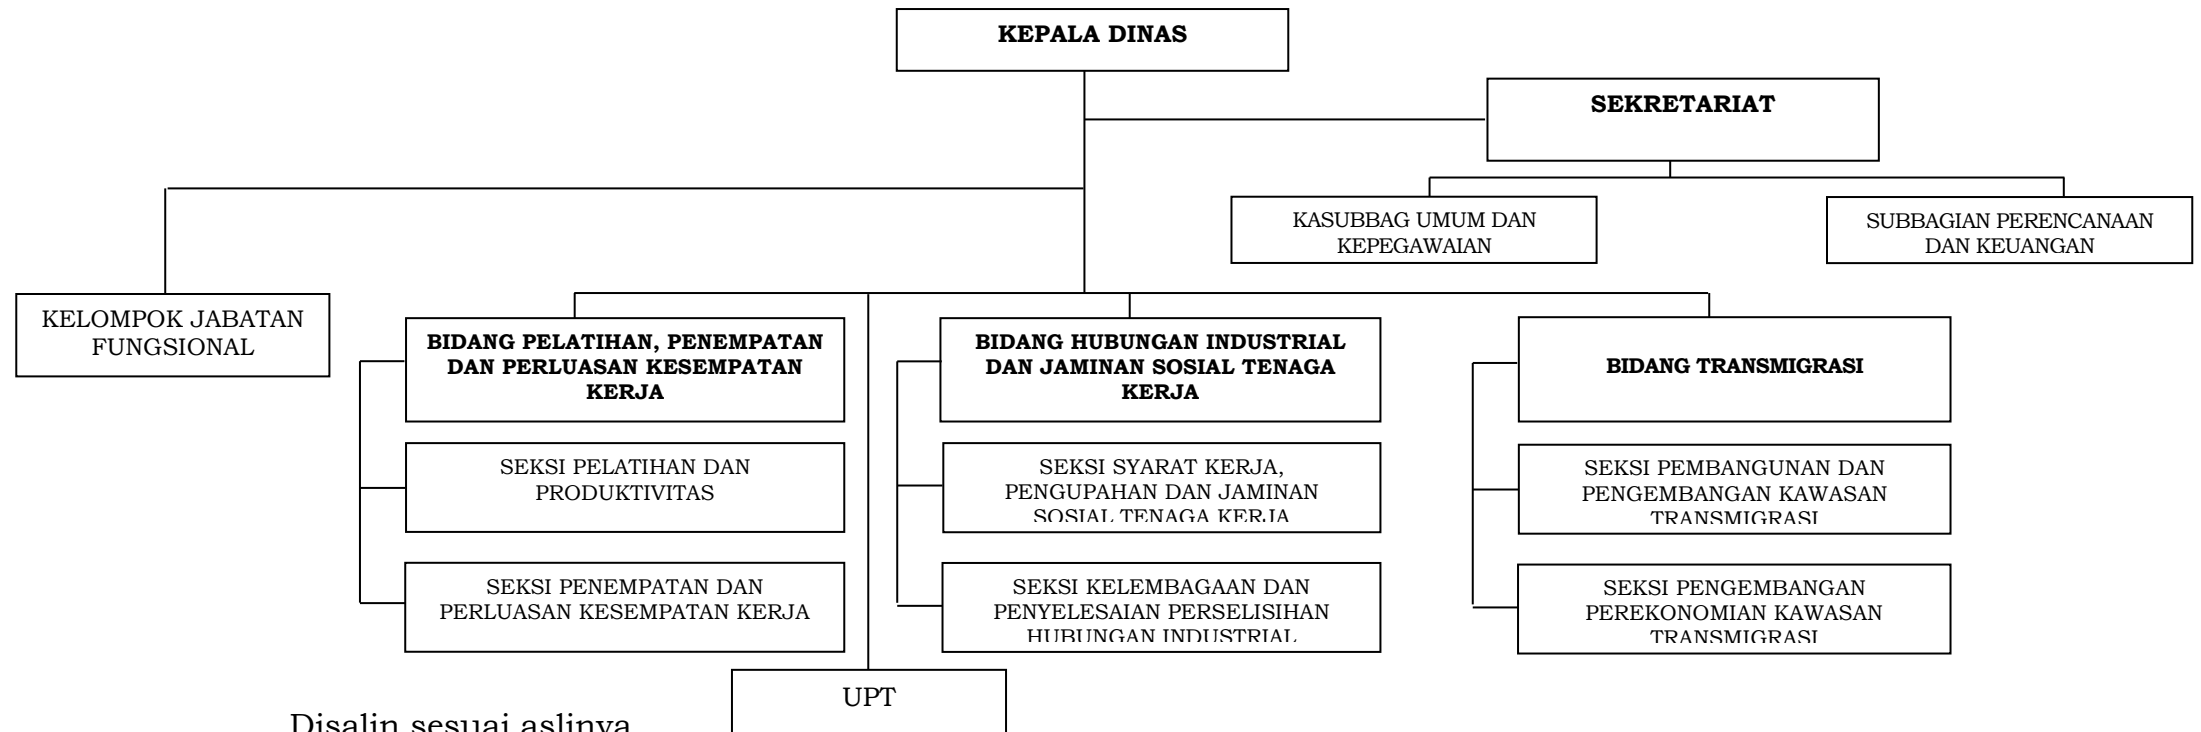 KEPALA DINAS
SEKRETARIAT
KASUBBAG UMUM DAN
KEPEGAWAIAN
SUBBAGIAN PERENCANAAN
DAN KEUANGAN
KELOMPOK JABATAN
FUNGSIONAL
BIDANG PELATIHAN, PENEMPATAN
DAN PERLUASAN KESEMPATAN
KERJA
BIDANG HUBUNGAN INDUSTRIAL
DAN JAMINAN SOSIAL TENAGA
KERJA
BIDANG TRANSMIGRASI
SEKSI PELATIHAN DAN
PRODUKTIVITAS
SEKSI SYARAT KERJA,
PENGUPAHAN DAN JAMINAN
SOSIAL TENAGA KERJA
SEKSI PEMBANGUNAN DAN
PENGEMBANGAN KAWASAN
TRANSMIGRASI
SEKSI PENEMPATAN DAN
PERLUASAN KESEMPATAN KERJA
SEKSI KELEMBAGAAN DAN
PENYELESAIAN PERSELISIHAN
HUBUNGAN INDUSTRIAL
SEKSI PENGEMBANGAN
PEREKONOMIAN KAWASAN
TRANSMIGRASI
UPT
Disalin sesuai aslinya